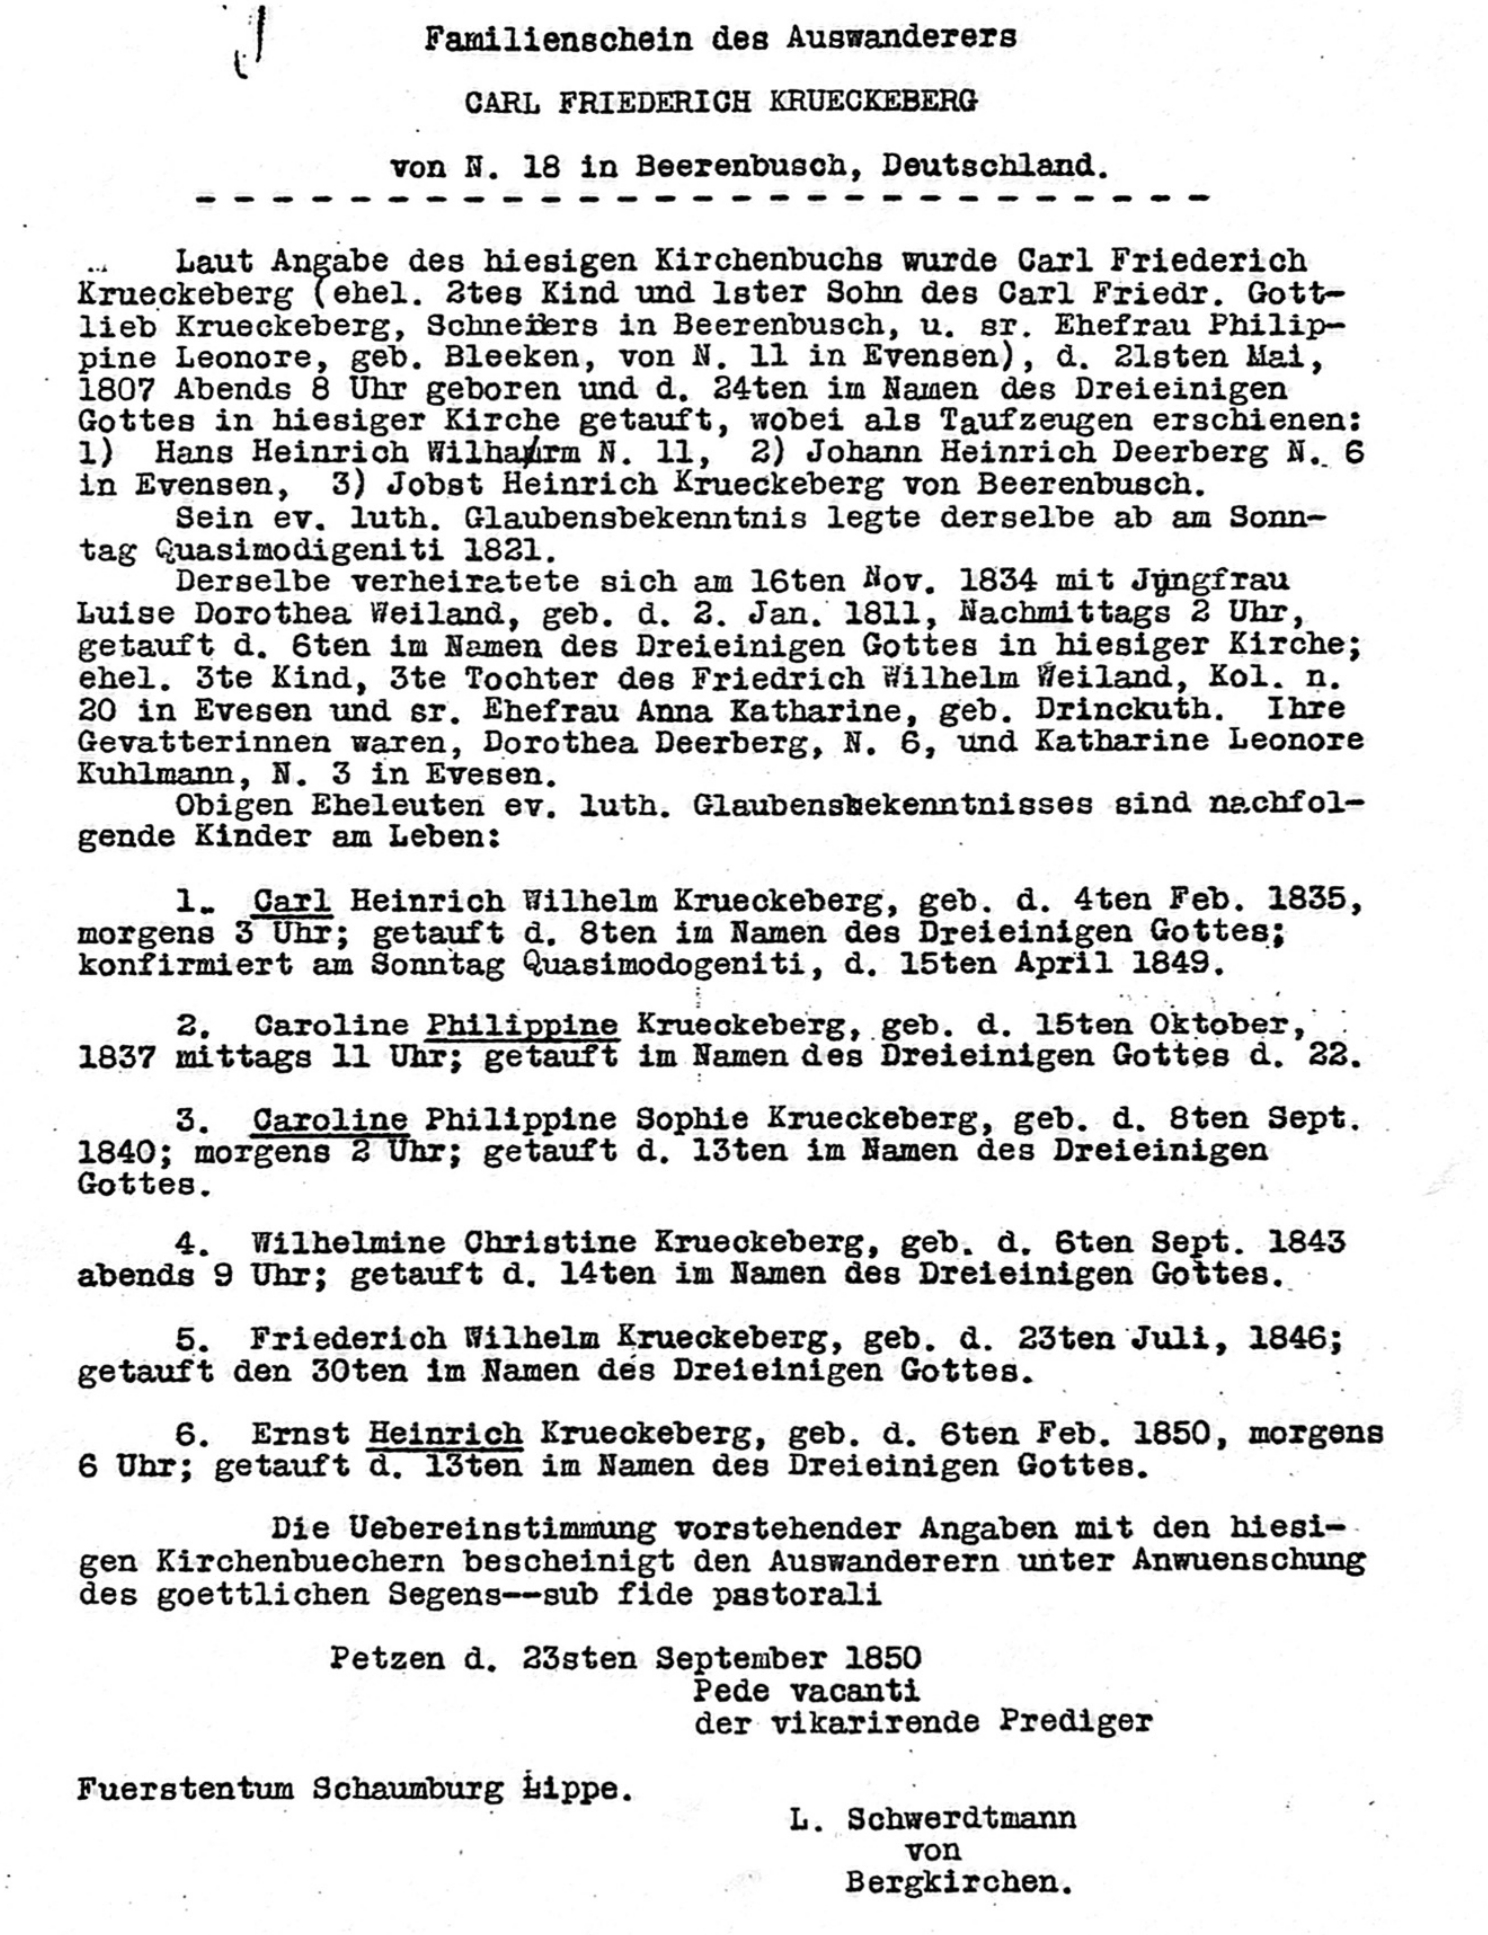 Familienschein des Auswanderers
CARL FRIEDERICH KRUECKEBERG
von N. 18 in Beerenbusch, Deutschland.
Laut Angabe des hiesigen Kirchenbuchs wurde Carl Friederich
Krueckeberg (ehel. 2tes Kind und 1ster Sohn des Carl Friedr. Gott-
lieb Krueckeberg, Schneiders in Beerenbusch, u. sr. Ehefrau Philip-
pine Leonore, geb. Bleeken, von N. 11 in Evensen), d. 21sten Mai,
1807 Abends 8 Uhr geboren und d. 24ten im Namen des Dreieinigen
Gottes in hiesiger Kirche getauft, wobei als Taufzeugen erschienen:
1) Hans Heinrich N. 11, 2) Johann Heinrich Deerberg N. 6
in Evensen, 3) Jobst Heinrich Krueckeberg von Beerenbusch.
Sein ev. luth. Glaubensbekenntnis legte derselbe ab am Sonn-
tag Quasimodigeniti 1821.
Derselbe verheiratete sich am 16ten Nov. 1834 mit Jungfrau
Luise Dorothea Weiland, geb. d. 2. Jan. 1811, Nachmittags 2 Uhr,
getauft d. 6ten im Namen des Dreieinigen Gottes in hiesiger Kirche;
ehel. 3te Kind, 3te Tochter des Friedrich Wilhelm Weiland, Kol. n.
20 in Evesen und sr. Ehefrau Anna Katharine, geb. Drinckuth. Ihre
Gevatterinnen waren, Dorothea Deerberg, N. 6, und Katharine Leonore
Kuhlmann, N. 3 in Evesen.
Obigen Eheleuten ev. luth. Glaubensbekenntnisses sind nachfol-
gende Kinder am Leben:
1. Carl Heinrich Wilhelm Krueckeberg, geb. d. 4ten Feb. 1835,
morgens 3 Uhr; getauft d. 8ten im Namen des Dreieinigen Gottes;
konfirmiert am Sonntag Quasimodogeniti, d. 15ten April 1849.
2. Caroline Philippine Krueckeberg, geb. d. 15ten Oktober,
1837 mittags 11 Uhr; getauft im Namen des Dreieinigen Gottes d. 22.
3. Caroline Philippine Sophie Krueckeberg, geb. d. 8ten Sept.
1840; morgens 2 Uhr; getauft d. 13ten im Namen des Dreieinigen
Gottes.
4. Wilhelmine Christine Krueckeberg, geb. d. 6ten Sept. 1843
abends 9 Uhr; getauft d. 14ten im Namen des Dreieinigen Gottes.
5. Friederich Wilhelm Krueckeberg, geb. d. 23ten Juli, 1846;
getauft den 30ten im Namen des Dreieinigen Gottes.
6. Ernst Heinrich Krueckeberg, geb. d. 6ten Feb. 1850, morgens
6 Uhr; getauft d. 13ten im Namen des Dreieinigen Gottes.
Die Uebereinstimmung vorstehender Angaben mit den hiesi-
gen Kirchenbuechern bescheinigt den Auswanderern unter Anwuenschung
des goettlichen Segens--sub fide pastorali
Petzen d. 23sten September 1850
Pede vacanti
der vikarirende Prediger
Fuerstentum Schaumburg Lippe.
L. Schwerdtmann
von
Bergkirchen.